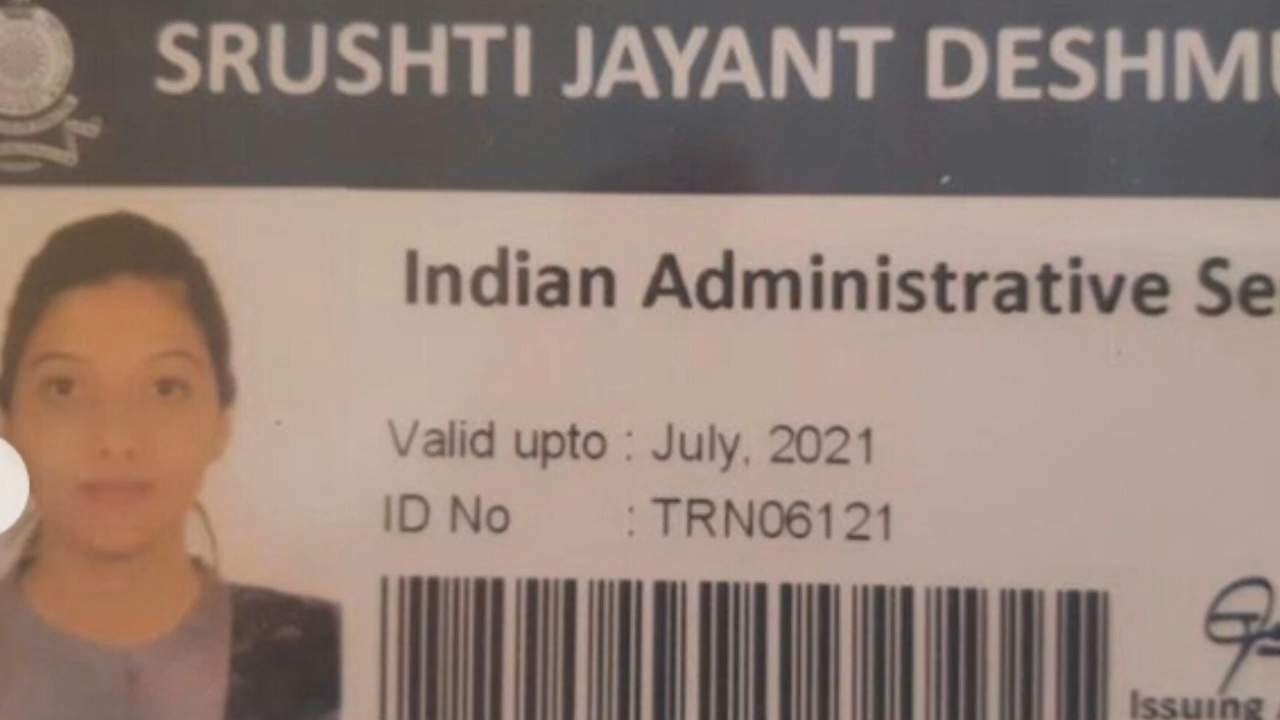 SRUSHTI JAYANT DESHMU
Indian Administrative Se
Valid upto : July, 2021
ID No : TRN06121
Issuing